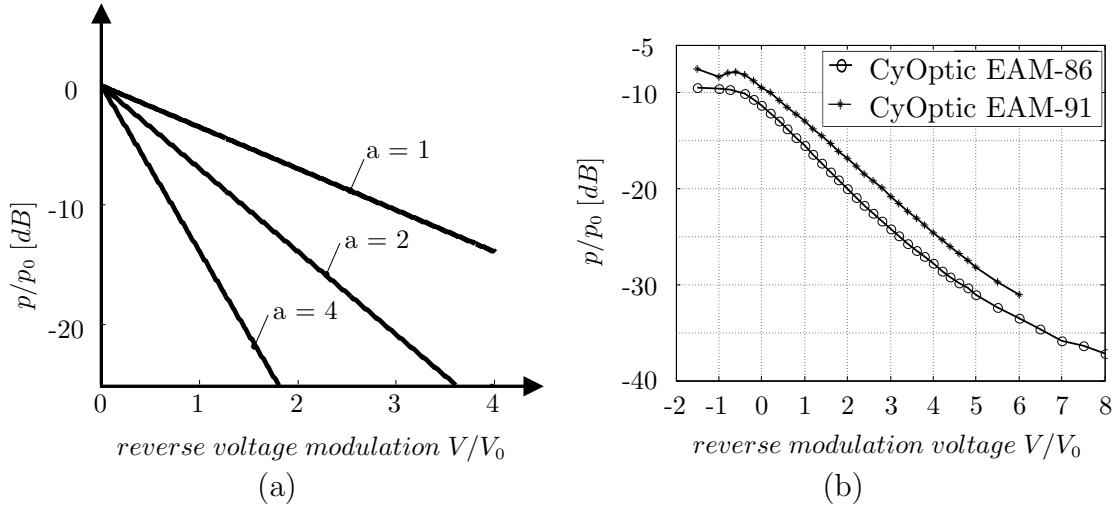 0
-10
-20
p/p0 [dB]
a = 1
a = 2
a = 4
0 1 2 3 4
reverse voltage modulation V/V0
(a)
-5
-10
-20
-30
-40
p/p0 [dB]
CyOptic EAM-86
CyOptic EAM-91
-2 -1 0 1 2 3 4 5 6 7 8
reverse modulation voltage V/V0
(b)